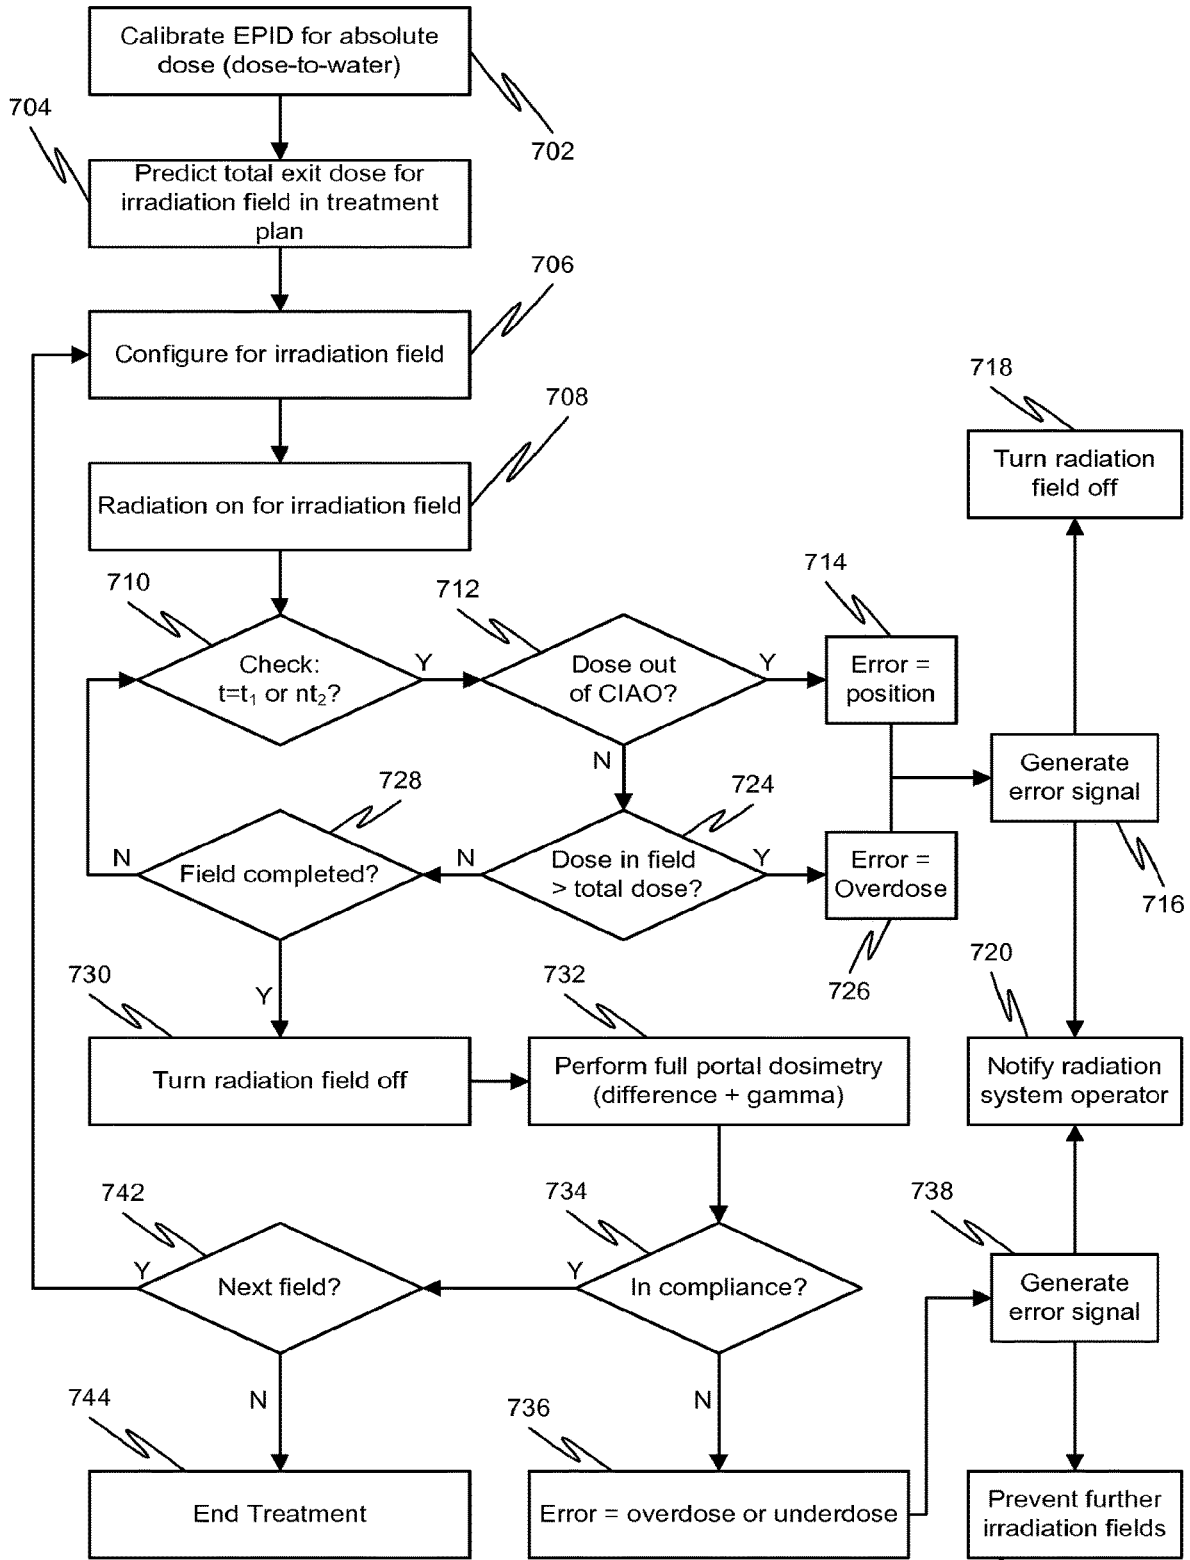 Calibrate EPID for absolute
dose (dose-to-water)
702
704
Predict total exit dose for
irradiation field in treatment
plan
706
Configure for irradiation field
708
Radiation on for irradiation field
718
Turn radiation
field off
710
Check:
t=t₁ or nt₂?
Y
712
Dose out
of CIAO?
Y
N
714
Error =
position
Generate
error signal
716
728
Field completed?
N
Y
724
Dose in field
> total dose?
N
Y
Error =
Overdose
726
730
Turn radiation field off
732
Perform full portal dosimetry
(difference + gamma)
720
Notify radiation
system operator
742
Next field?
Y
N
734
In compliance?
Y
N
738
Generate
error signal
744
End Treatment
736
Error = overdose or underdose
Prevent further
irradiation fields